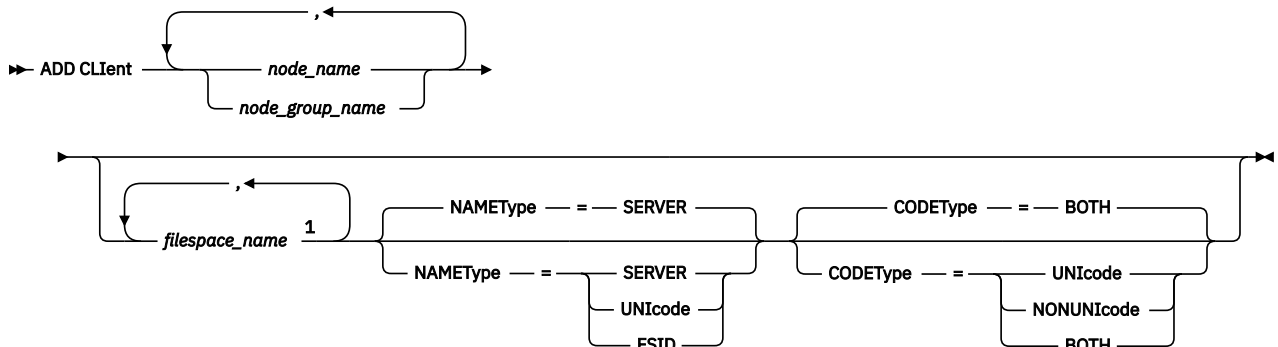 ,
ADD CLIent node_name
node_group_name
,
filespace_name 1
NAMEType = SERVER
NAMEType = SERVER
UNIcode
FSID
CODEType = BOTH
CODEType = UNIcode
NONUNIcode
BOTH